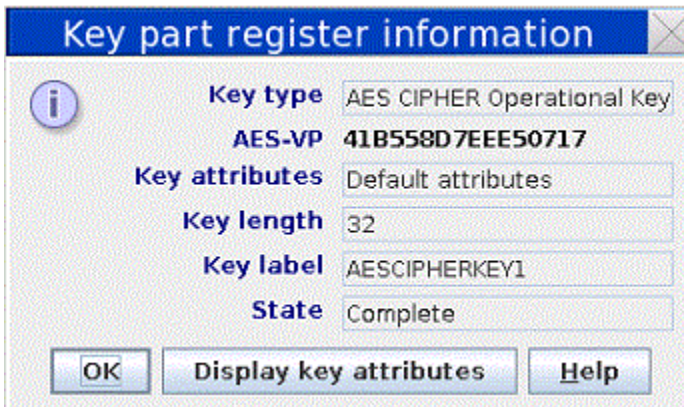 Key part register information
Key type AES CIPHER Operational Key
AES-VP 41B558D7EEE50717
Key attributes Default attributes
Key length 32
Key label AESCIPHERKEY1
State Complete
OK Display key attributes Help